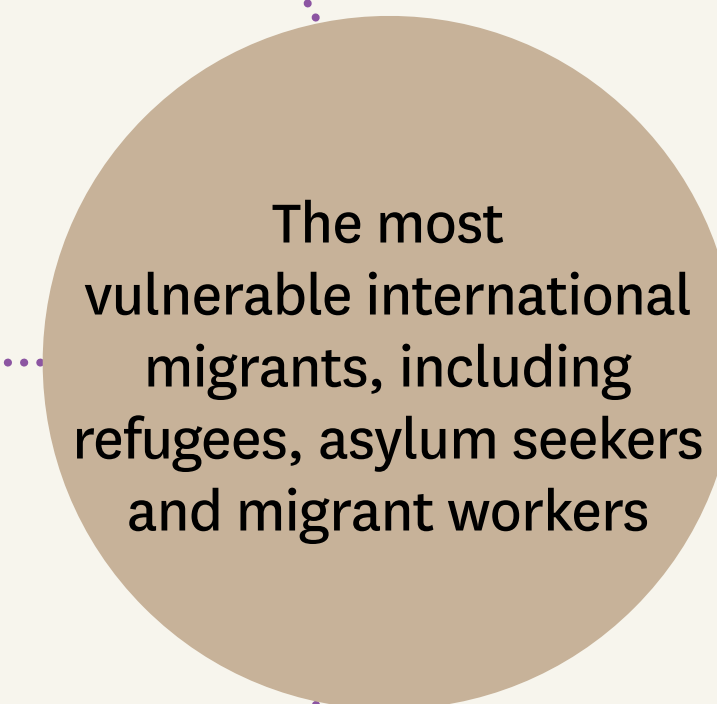 The most
vulnerable international
migrants, including
refugees, asylum seekers
and migrant workers